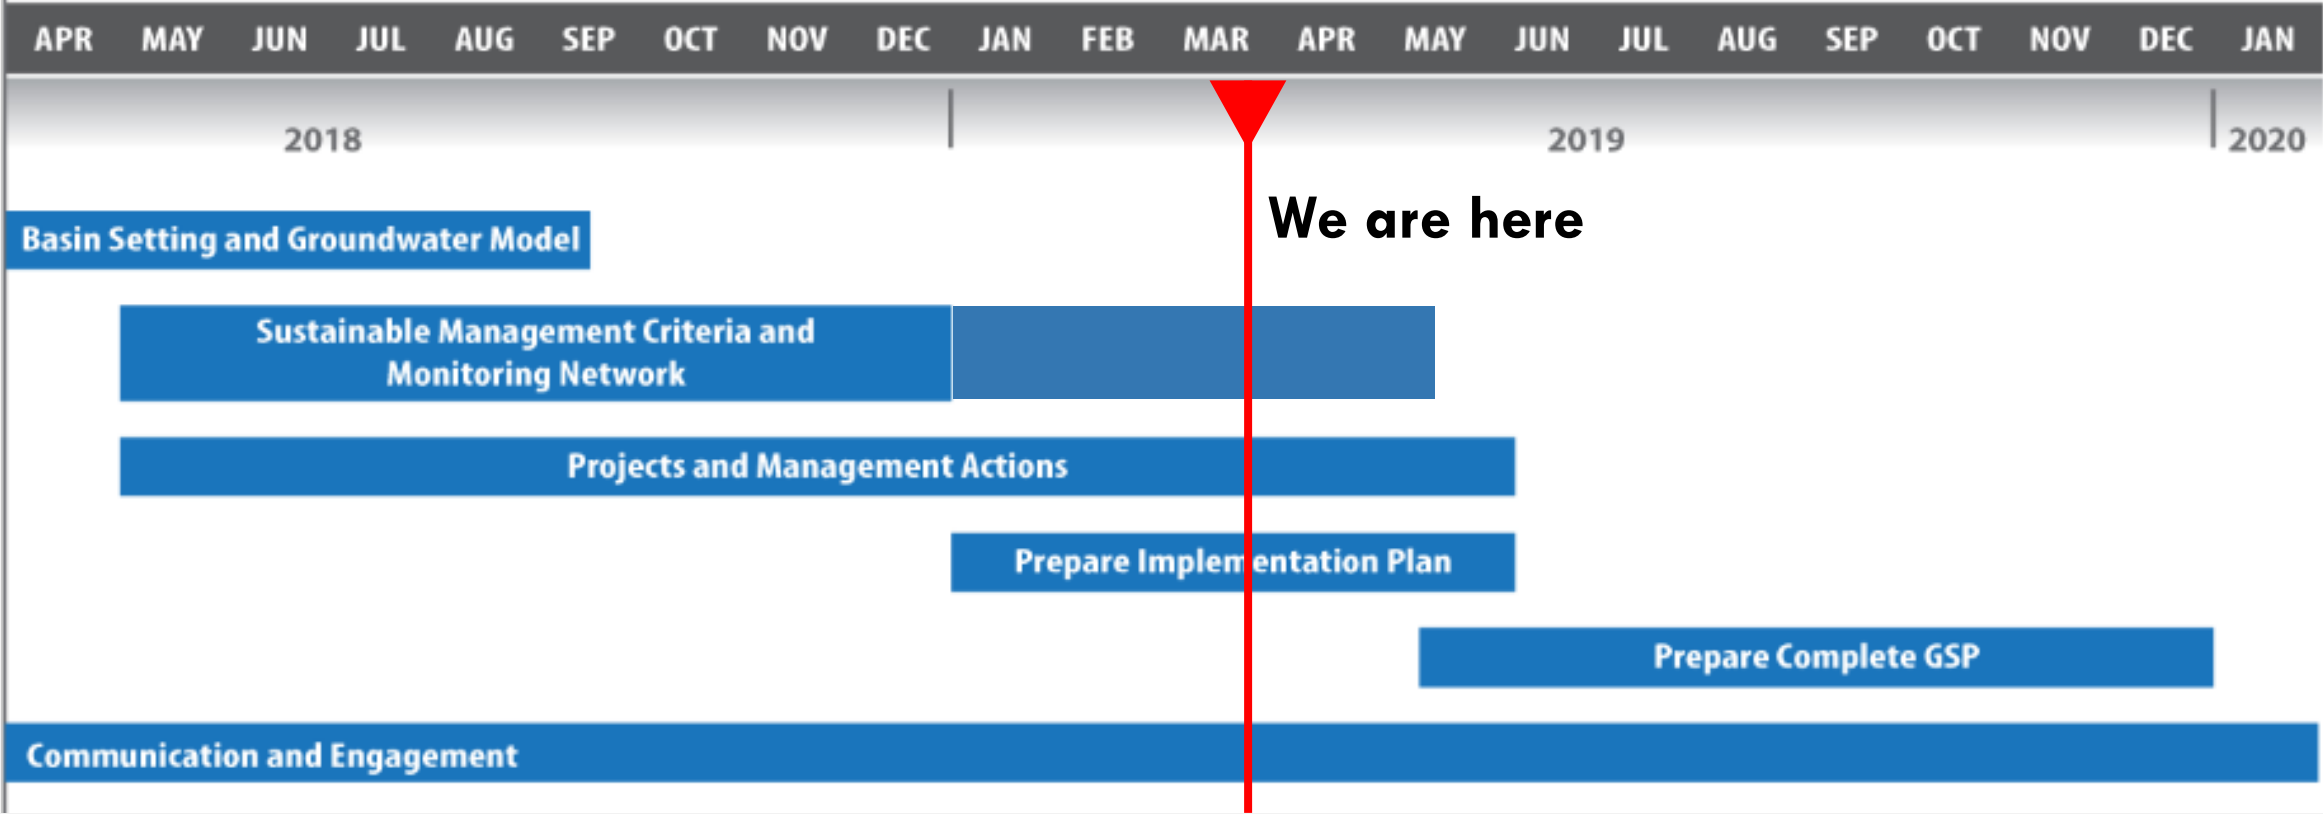 APR MAY JUN JUL AUG SEP OCT NOV DEC JAN FEB MAR APR MAY JUN JUL AUG SEP OCT NOV DEC JAN
2018 2019 2020
We are here
Basin Setting and Groundwater Model
Sustainable Management Criteria and
Monitoring Network
Projects and Management Actions
Prepare Implementation Plan
Prepare Complete GSP
Communication and Engagement